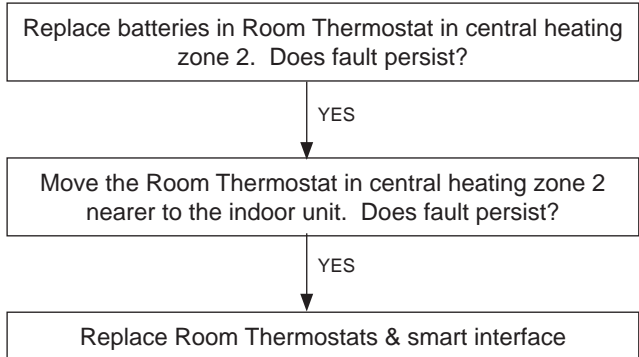 Replace batteries in Room Thermostat in central heating
zone 2.  Does fault persist?
YES
Move the Room Thermostat in central heating zone 2
nearer to the indoor unit.  Does fault persist?
YES
Replace Room Thermostats & smart interface